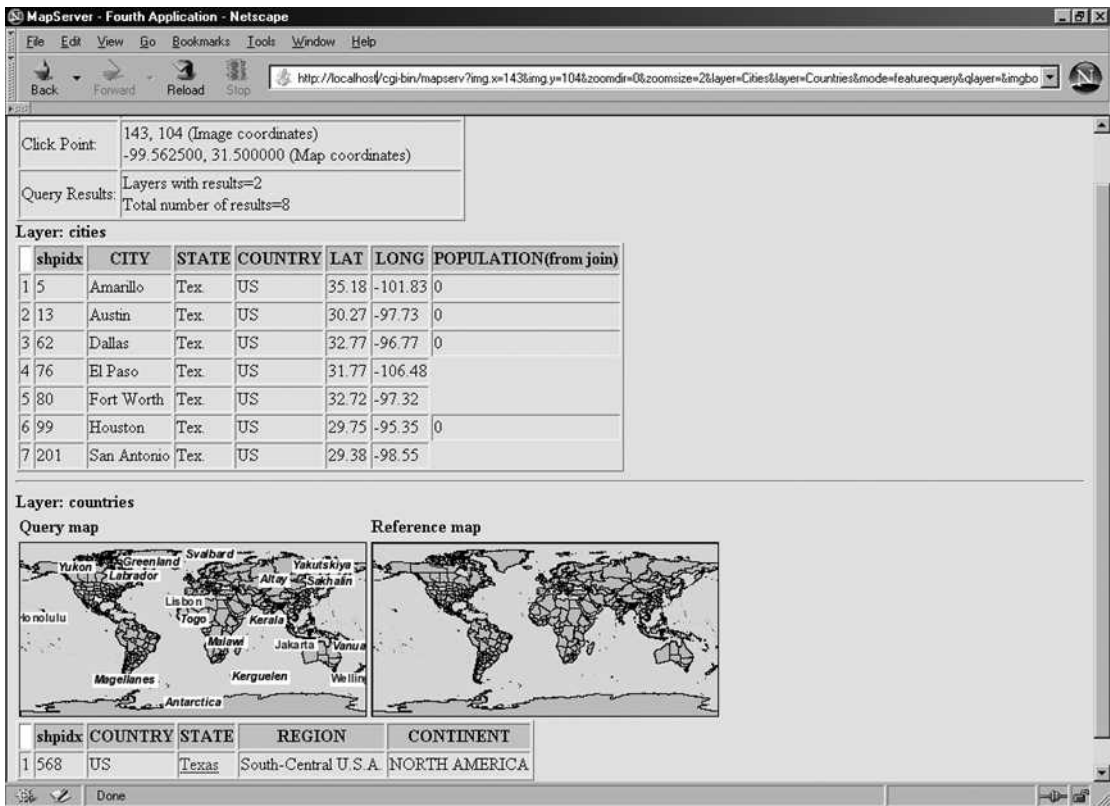 MapServer - Fourth Application - Netscape
File Edit View Go Bookmarks Tools Window Help
Back Forward Reload Stop
http://localhost/cgi-bin/mapserv?img.x=143&img.y=104&zoomdir=0&zoomsize=2&layer=Cities&layer=Countries&mode=featurequery&qlayer=&imgbo
N
Click Point: 143, 104 (Image coordinates)
-99.562500, 31.500000 (Map coordinates)
Query Results: Layers with results=2
Total number of results=8
Layer: cities
shpidx CITY STATE COUNTRY LAT LONG POPULATION(from join)
1 5 Amarillo Tex. US 35.18 -101.83 0
2 13 Austin Tex. US 30.27 -97.73 0
3 62 Dallas Tex. US 32.77 -96.77 0
4 76 El Paso Tex. US 31.77 -106.48
5 80 Fort Worth Tex. US 32.72 -97.32
6 99 Houston Tex. US 29.75 -95.35 0
7 201 San Antonio Tex. US 29.38 -98.55
Layer: countries
Query map Reference map
Svalbard
Yukon Greenland Yakutskiya
Labrador Altay Sakhalin
Lisbon
Honolulu Togo Kerala
Malawi Jakarta Vanua
Magellanes Kerguelen Welling
Antarctica
shpidx COUNTRY STATE REGION CONTINENT
1 568 US Texas South-Central U.S.A. NORTH AMERICA
Done